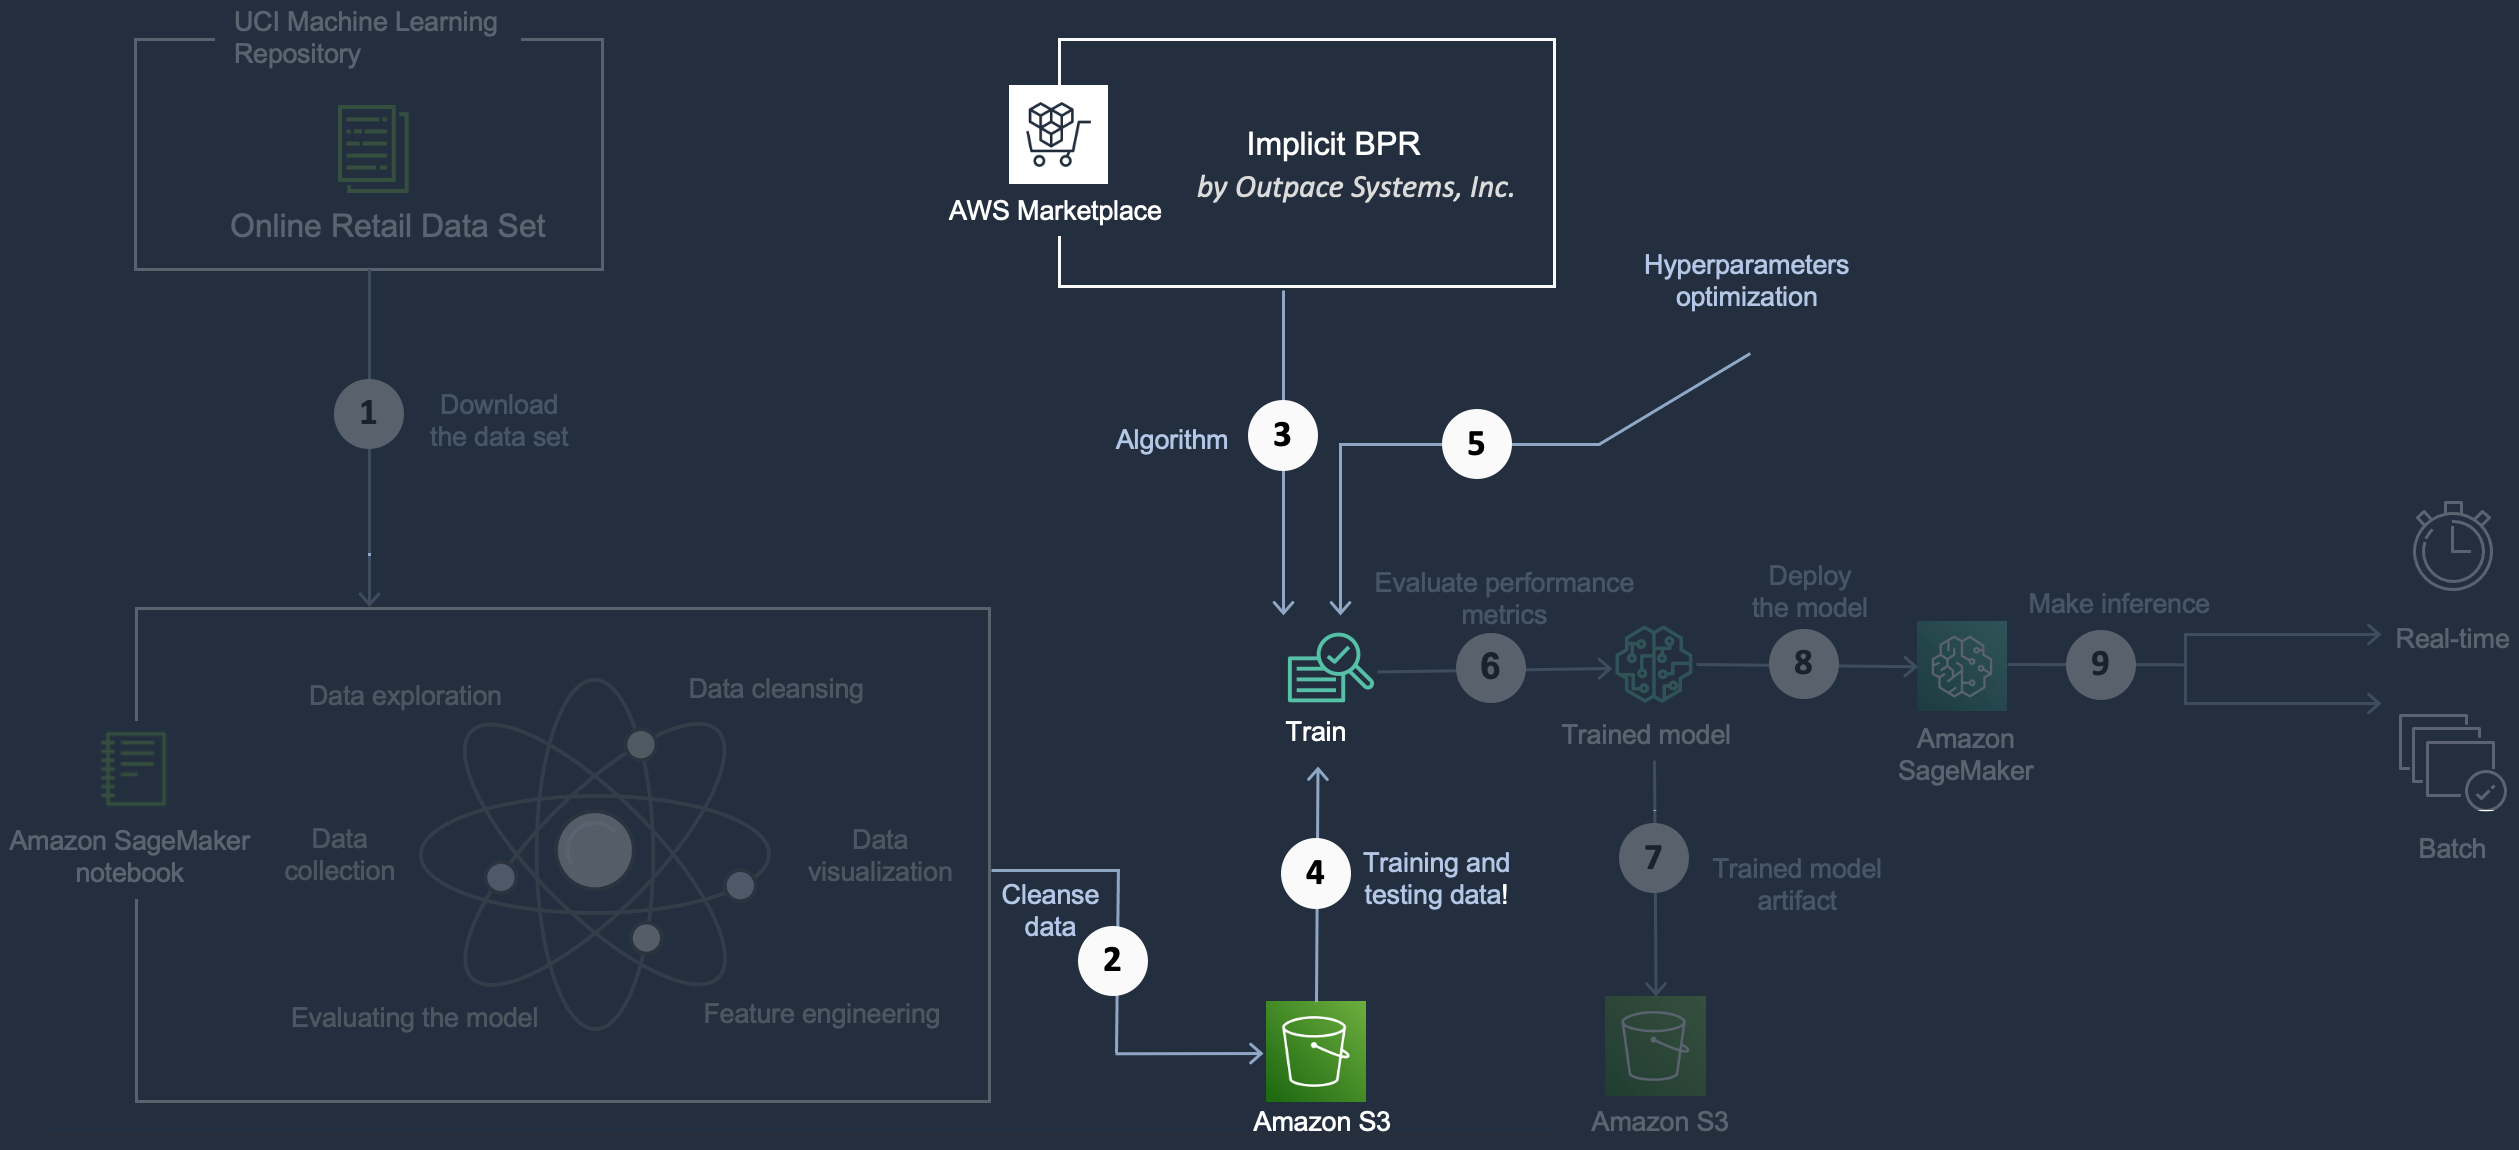 UCI Machine Learning
Repository
Online Retail Data Set
Implicit BPR
by Outpace Systems, Inc.
AWS Marketplace
Hyperparameters
optimization
1
Download
the data set
Algorithm
3
5
Data exploration
Data cleansing
Data
collection
Data
visualization
Evaluating the model
Feature engineering
Amazon SageMaker
notebook
Cleanse
data
2
Train
4
Training and
testing data!
Amazon S3
Evaluate performance
metrics
6
Trained model
7
Trained model
artifact
Amazon S3
Deploy
the model
8
Amazon
SageMaker
Make inference
9
Real-time
Batch